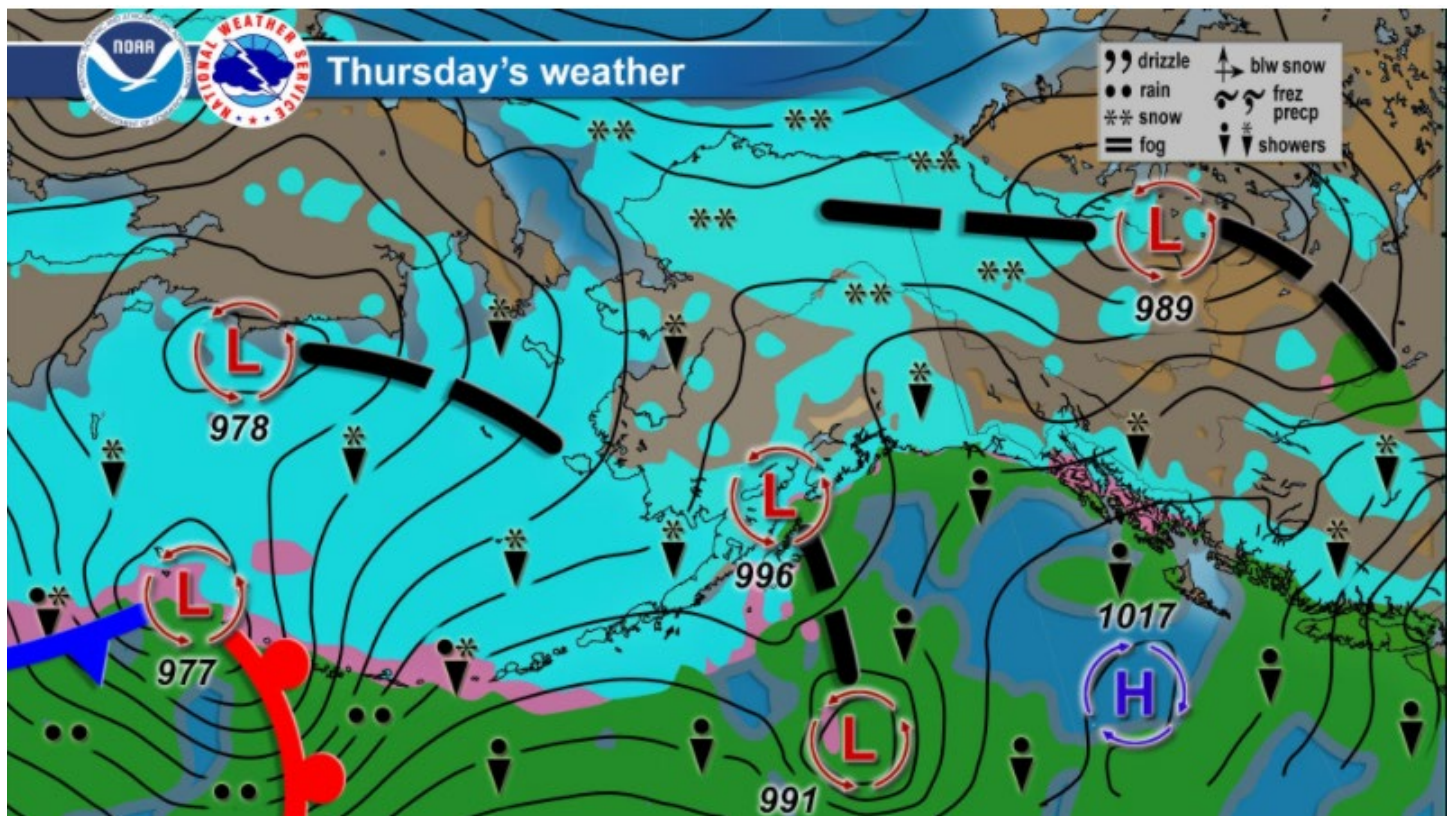 NOAA
NATIONAL WEATHER SERVICE
Thursday's weather
drizzle
rain
snow
fog
blw snow
frez
precp
showers
L
989
L
978
L
996
L
977
1017
H
L
991